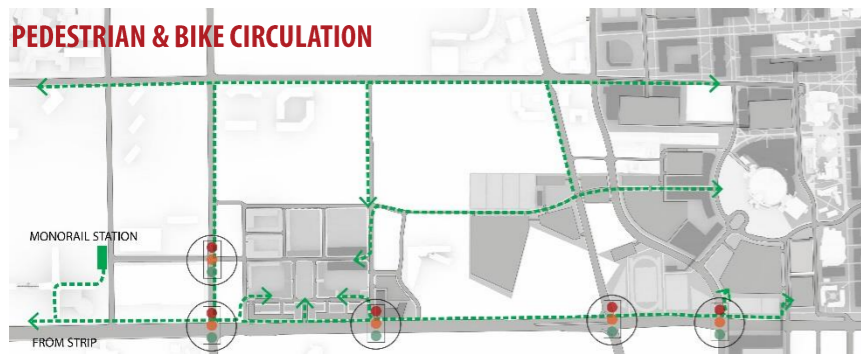 PEDESTRIAN & BIKE CIRCULATION
MONORAIL STATION
FROM STRIP